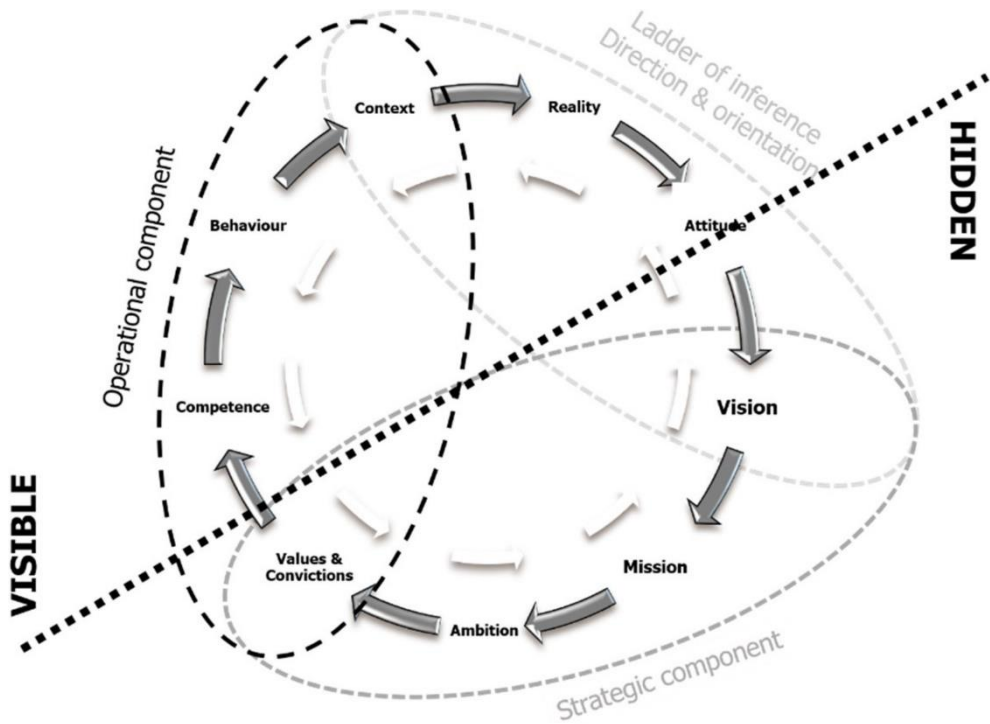 Ladder of inference
Direction & orientation
HIDDEN
Context
Reality
Operational component
Behaviour
Attitude
Competence
Vision
VISIBLE
Values &
Convictions
Mission
Ambition
Strategic component